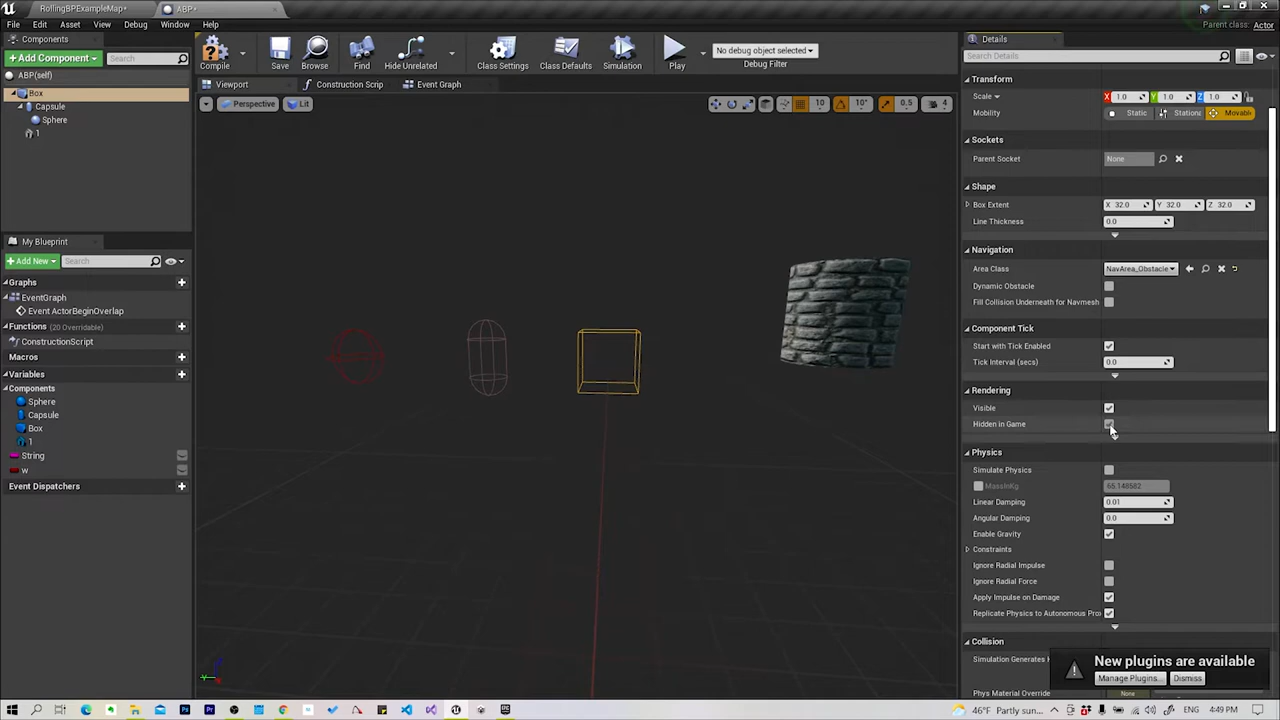 RollingBPExampleMap*
ABP*
File Edit Asset View Debug Window Help
Parent class: Actor
Components
Details
+ Add Component
Search
Compile
Save
Browse
Find
Hide Unrelated
Class Settings
Class Defaults
Simulation
Play
No debug object selected
Debug Filter
Search Details
ABP(self)
Viewport
Construction Scrip
Event Graph
Transform
Box
Perspective
Lit
10
10°
0.5
4
Scale
1.0 1.0 1.0
Capsule
Mobility
Static
Station
Movabl
Sphere
1
Sockets
Parent Socket
None
Shape
Box Extent
X 32.0 Y 32.0 Z 32.0
Line Thickness
0.0
My Blueprint
Navigation
+ Add New
Search
Area Class
NavArea_Obstacle
Graphs
Dynamic Obstacle
EventGraph
Fill Collision Underneath for Navmesh
Event ActorBeginOverlap
Functions (20 Overridable)
Component Tick
ConstructionScript
Start with Tick Enabled
Macros
Tick Interval (secs)
0.0
Variables
Components
Rendering
Sphere
Visible
Capsule
Hidden in Game
Box
1
String
Physics
w
Simulate Physics
Event Dispatchers
MassInKg
65.148682
Linear Damping
0.01
Angular Damping
0.0
Enable Gravity
Constraints
Ignore Radial Impulse
Ignore Radial Force
Apply Impulse on Damage
Replicate Physics to Autonomous Pro
Collision
Simulation Generates
New plugins are available
Manage Plugins...
Dismiss
Phys Material Override
None
46°F Partly sun...
ENG
4:49 PM